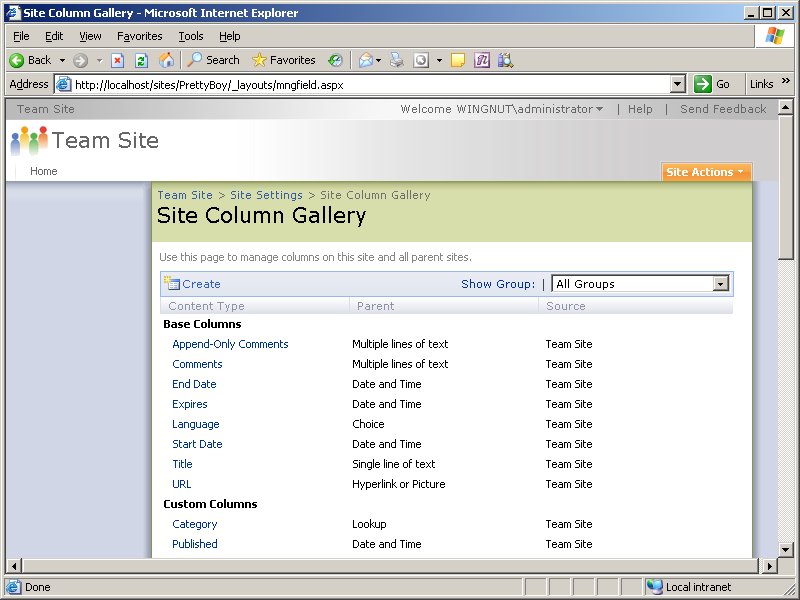 Site Column Gallery - Microsoft Internet Explorer
File Edit View Favorites Tools Help
Back Search Favorites
Address http://localhost/sites/PrettyBoy/_layouts/mngfield.aspx Go Links »
Team Site Welcome WINGNUT\administrator | Help | Send Feedback
Team Site
Home Site Actions
Team Site > Site Settings > Site Column Gallery
Site Column Gallery
Use this page to manage columns on this site and all parent sites.
Create Show Group: | All Groups
Content Type Parent Source
Base Columns
Append-Only Comments Multiple lines of text Team Site
Comments Multiple lines of text Team Site
End Date Date and Time Team Site
Expires Date and Time Team Site
Language Choice Team Site
Start Date Date and Time Team Site
Title Single line of text Team Site
URL Hyperlink or Picture Team Site
Custom Columns
Category Lookup Team Site
Published Date and Time Team Site
Done Local intranet